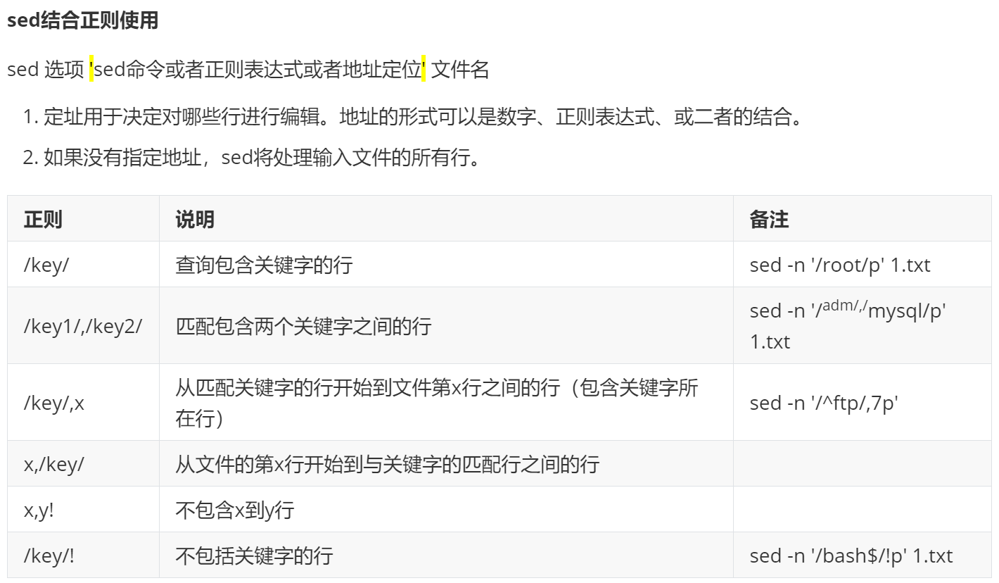 sed结合正则使用
sed 选项 'sed命令或者正则表达式或者地址定位' 文件名
1. 定址用于决定对哪些行进行编辑。地址的形式可以是数字、正则表达式、或二者的结合。
2. 如果没有指定地址，sed将处理输入文件的所有行。
正则 说明 备注
/key/ 查询包含关键字的行 sed -n '/root/p' 1.txt
/key1/,/key2/ 匹配包含两个关键字之间的行 sed -n '/adm/,/mysql/p'
1.txt
/key/,x 从匹配关键字的行开始到文件第x行之间的行（包含关键字所
在行） sed -n '/^ftp/,7p'
x,/key/ 从文件的第x行开始到与关键字的匹配行之间的行
x,y! 不包含x到y行
/key/! 不包括关键字的行 sed -n '/bash$/!p' 1.txt